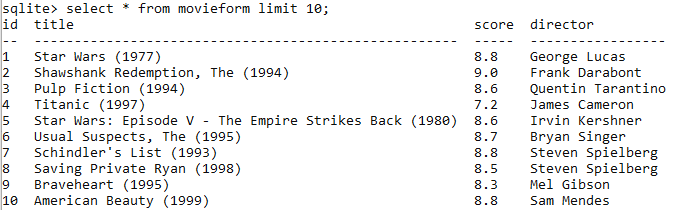 sqlite> select * from movieform limit 10;
id  title                                                  score  director
--  -----------------------------------------------------  -----  -----------------
1   Star Wars (1977)                                       8.8    George Lucas
2   Shawshank Redemption, The (1994)                       9.0    Frank Darabont
3   Pulp Fiction (1994)                                    8.6    Quentin Tarantino
4   Titanic (1997)                                         7.2    James Cameron
5   Star Wars: Episode V - The Empire Strikes Back (1980)  8.6    Irvin Kershner
6   Usual Suspects, The (1995)                             8.7    Bryan Singer
7   Schindler's List (1993)                                8.8    Steven Spielberg
8   Saving Private Ryan (1998)                             8.5    Steven Spielberg
9   Braveheart (1995)                                      8.3    Mel Gibson
10  American Beauty (1999)                                 8.8    Sam Mendes